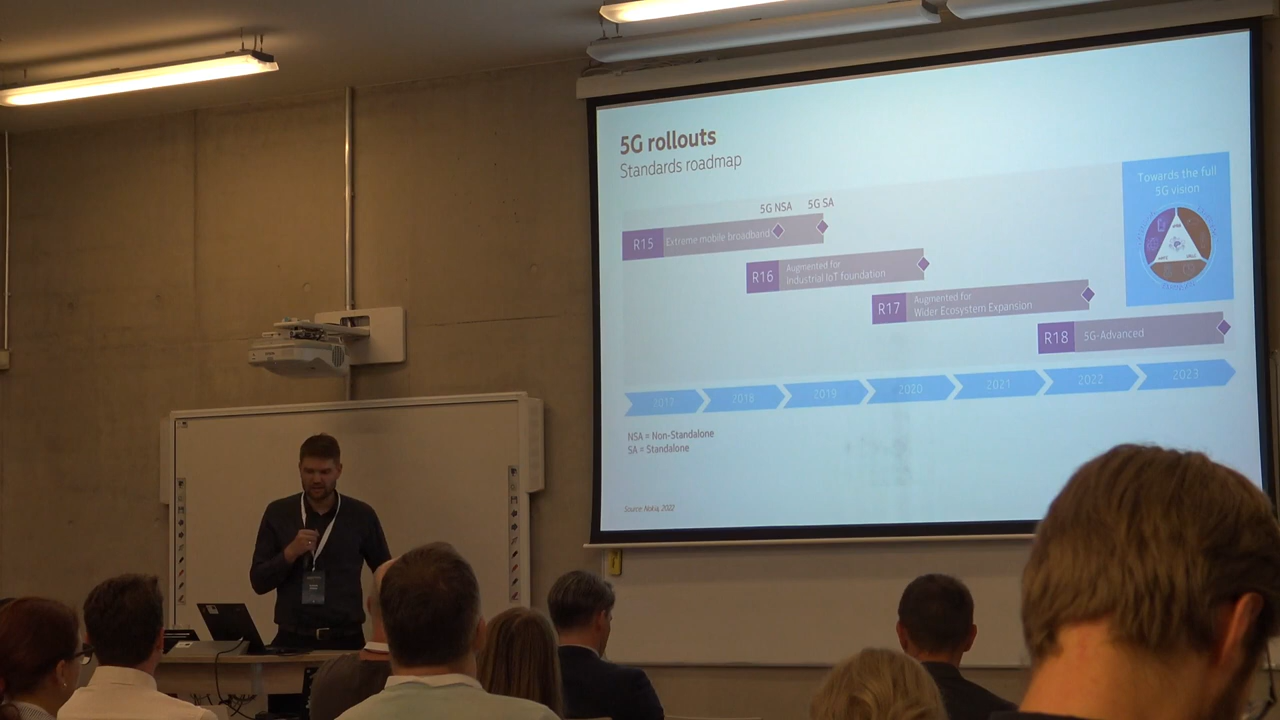 5G rollouts
Standards roadmap
Towards the full
5G vision
5G NSA
5G SA
R15
Extreme mobile broadband
R16
Augmented for
Industrial IoT foundation
R17
Augmented for
Wider Ecosystem Expansion
R18
5G-Advanced
2017
2018
2019
2020
2021
2022
2023
NSA = Non-Standalone
SA = Standalone
Source: Nokia, 2022